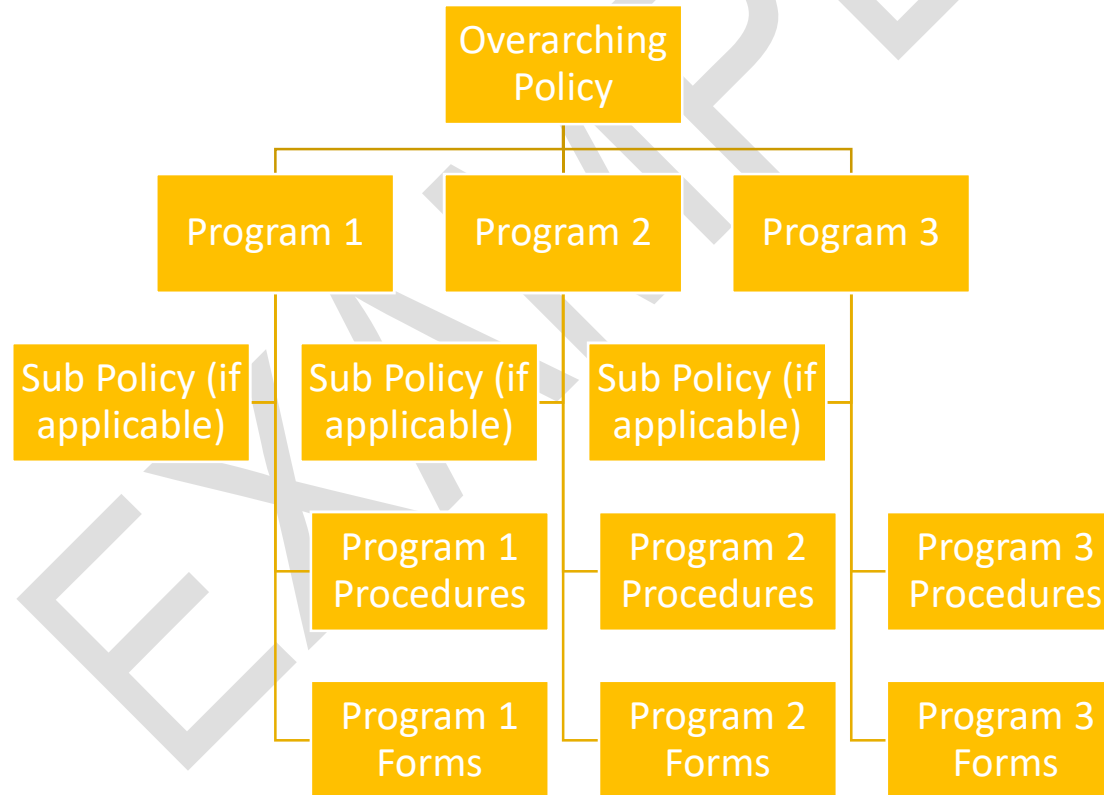 Overarching
Policy
Program 1
Program 2
Program 3
Sub Policy (if
applicable)
Sub Policy (if
applicable)
Sub Policy (if
applicable)
Program 1
Procedures
Program 2
Procedures
Program 3
Procedures
Program 1
Forms
Program 2
Forms
Program 3
Forms
EXAMPLE